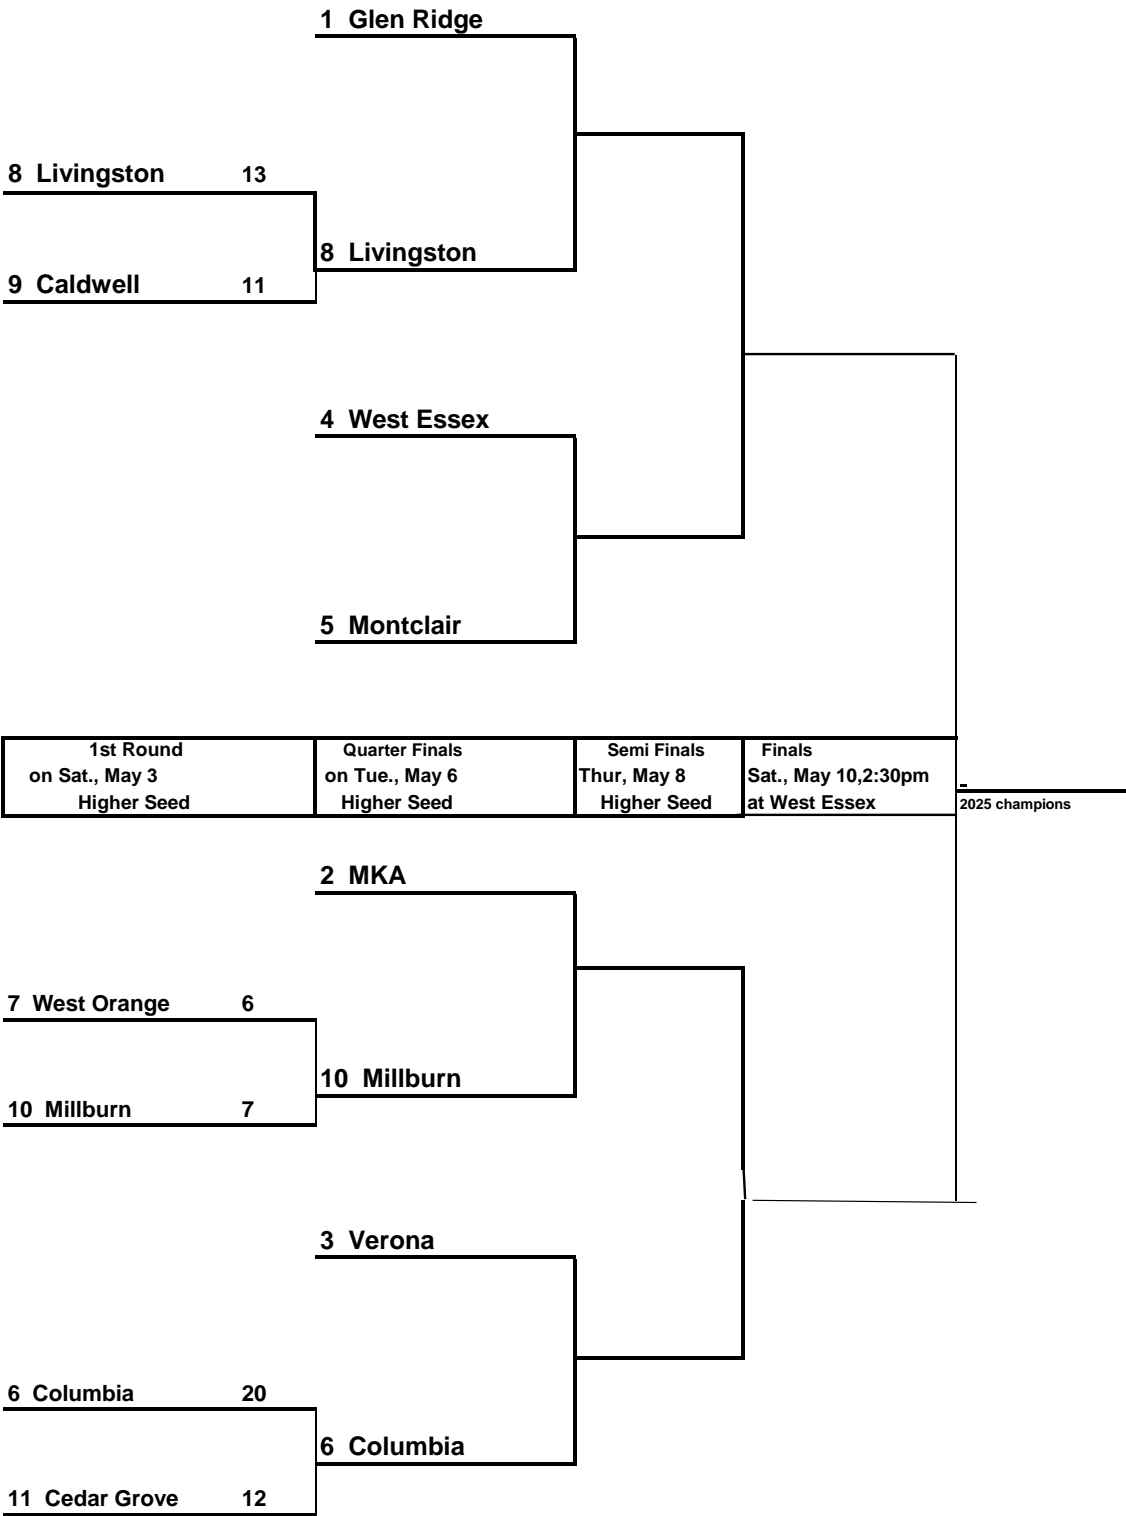 1 Glen Ridge
8 Livingston 13
8 Livingston
9 Caldwell 11
4 West Essex
5 Montclair
1st Round Quarter Finals Semi Finals Finals
on Sat., May 3 on Tue., May 6 Thur, May 8 Sat., May 10,2:30pm -
Higher Seed Higher Seed Higher Seed at West Essex 2025 champions
2 MKA
7 West Orange 6
10 Millburn
10 Millburn 7
3 Verona
6 Columbia 20
6 Columbia
11 Cedar Grove 12